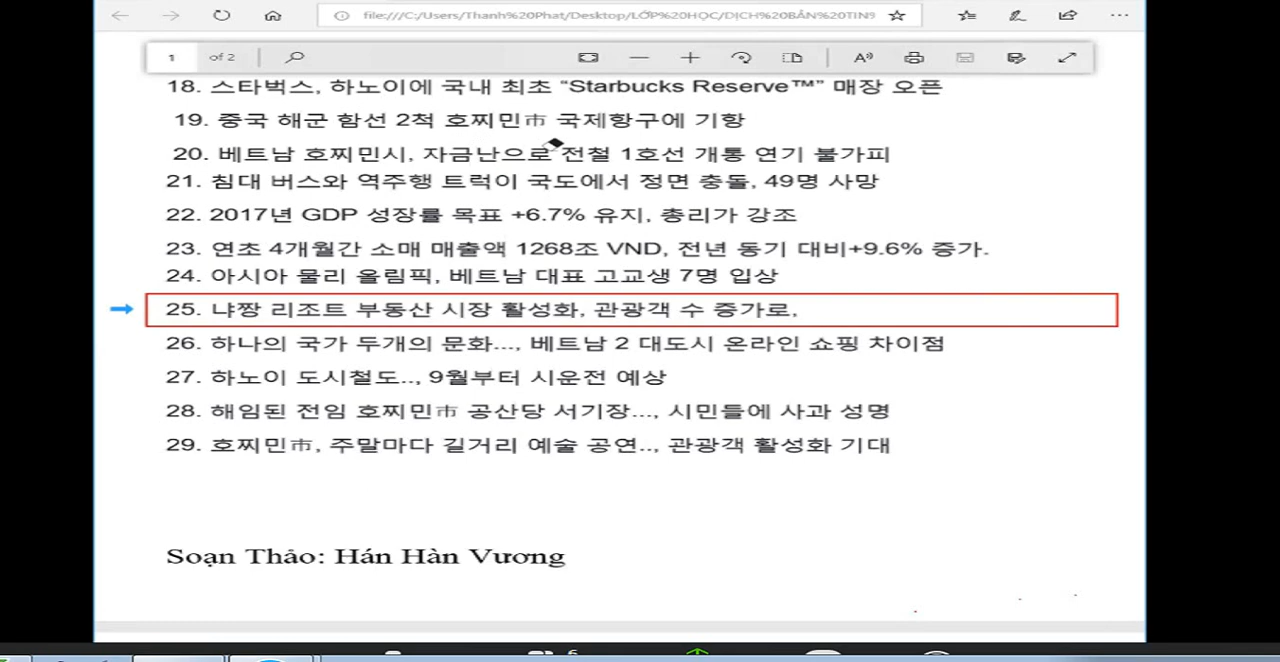 file:///C:/Users/Thanh%20Phat/Desktop/LỚP%20HỌC/DỊCH%20BẢN%20TIN%
1 of 2
18. 스타벅스, 하노이에 국내 최초 “Starbucks Reserve™” 매장 오픈
19. 중국 해군 함선 2척 호찌민市 국제항구에 기항
20. 베트남 호찌민시, 자금난으로 전철 1호선 개통 연기 불가피
21. 침대 버스와 역주행 트럭이 국도에서 정면 충돌, 49명 사망
22. 2017년 GDP 성장률 목표 +6.7% 유지, 총리가 강조
23. 연초 4개월간 소매 매출액 1268조 VND, 전년 동기 대비+9.6% 증가.
24. 아시아 물리 올림픽, 베트남 대표 고교생 7명 입상
25. 냐짱 리조트 부동산 시장 활성화, 관광객 수 증가로,
26. 하나의 국가 두개의 문화..., 베트남 2 대도시 온라인 쇼핑 차이점
27. 하노이 도시철도.., 9월부터 시운전 예상
28. 해임된 전임 호찌민市 공산당 서기장..., 시민들에 사과 성명
29. 호찌민市, 주말마다 길거리 예술 공연.., 관광객 활성화 기대
Soạn Thảo: Hán Hàn Vương